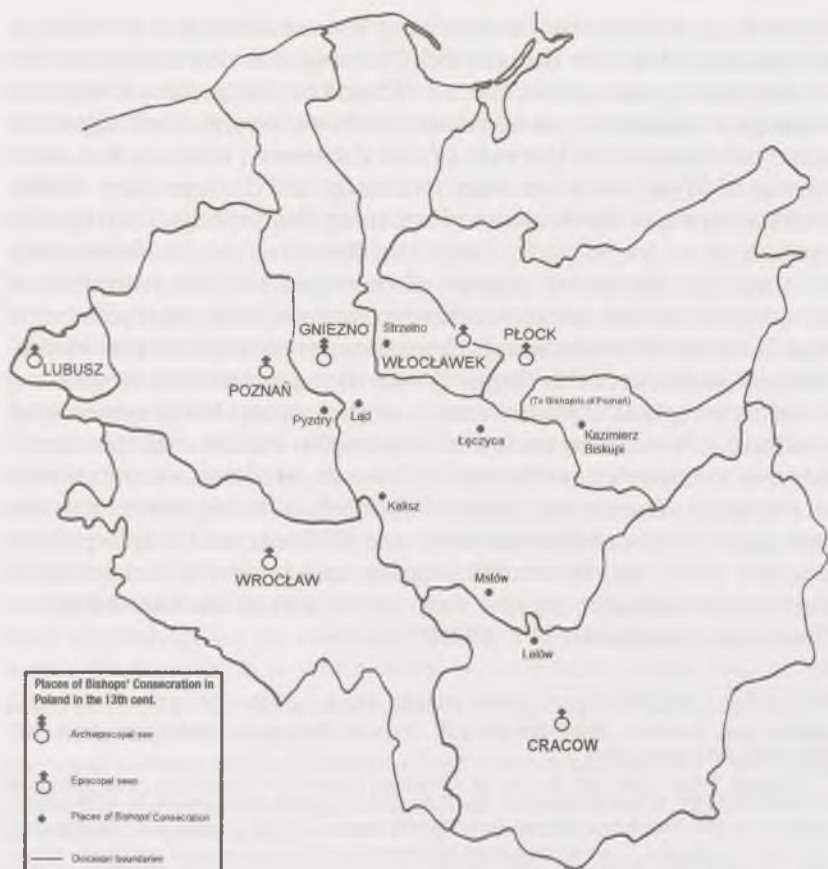 GNIEZNO
Strzelno
PŁOCK
LUBUSZ
WŁOCŁAWEK
POZNAŃ
(To Bishopric of Poznań)
Pyzdry
Ląd
Łęczyca
Kazimierz
Biskupi
Kalisz
WROCŁAW
Mstów
Lelów
CRACOW
Places of Bishops' Consecration in
Poland in the 13th cent.
Archiepiscopal see
Episcopal sees
Places of Bishops' Consecration
Diocesan boundaries